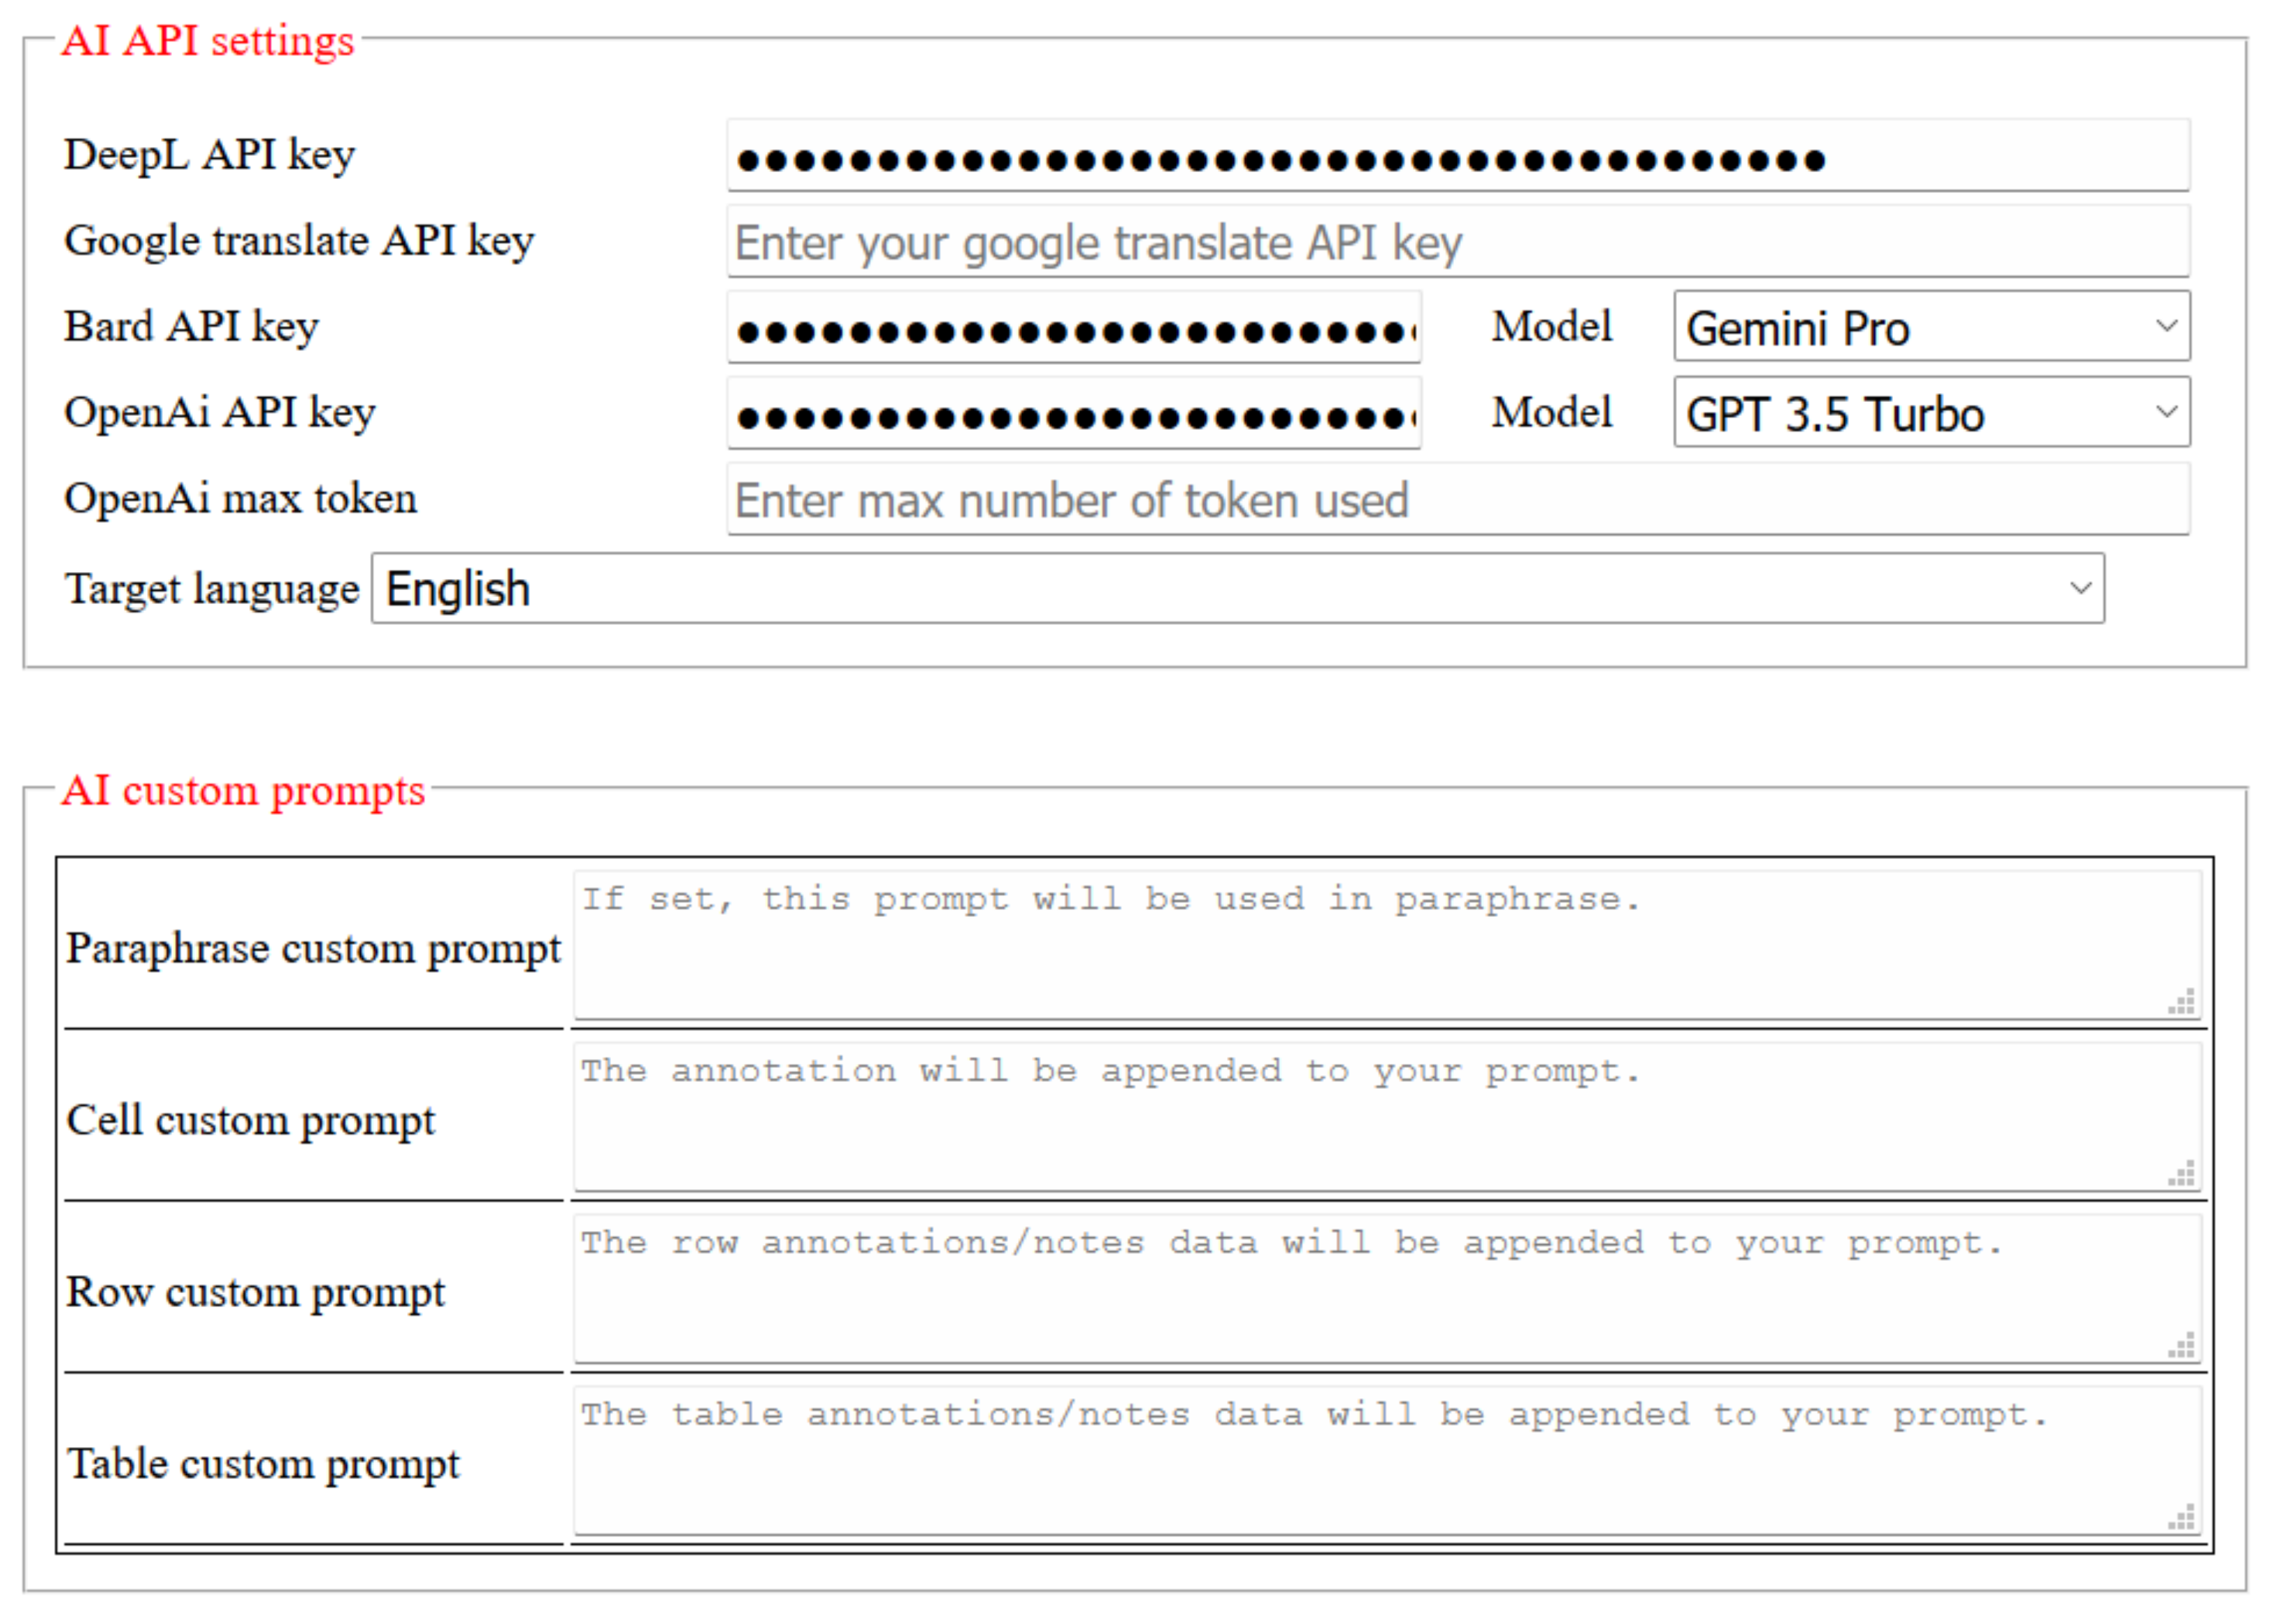 AI API settings
DeepL API key ●●●●●●●●●●●●●●●●●●●●●●●●●●●●●●●●●●●●●●●
Google translate API key Enter your google translate API key
Bard API key ●●●●●●●●●●●●●●●●●●●●●●●● Model Gemini Pro
OpenAi API key ●●●●●●●●●●●●●●●●●●●●●●●● Model GPT 3.5 Turbo
OpenAi max token Enter max number of token used
Target language English
AI custom prompts
Paraphrase custom prompt If set, this prompt will be used in paraphrase.
Cell custom prompt The annotation will be appended to your prompt.
Row custom prompt The row annotations/notes data will be appended to your prompt.
Table custom prompt The table annotations/notes data will be appended to your prompt.